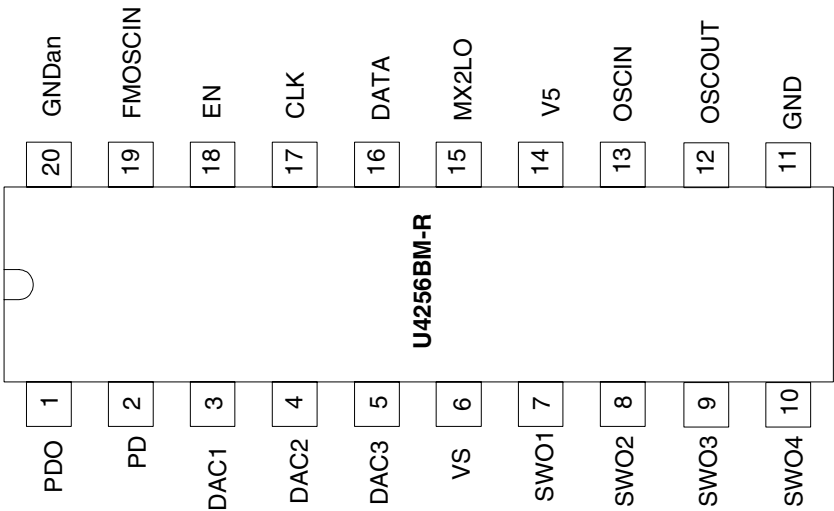 GNDan
FMOSCIN
EN
CLK
DATA
MX2LO
V5
OSCIN
OSCOUT
GND
20
19
18
17
16
15
14
13
12
11
U4256BM-R
1
2
3
4
5
6
7
8
9
10
PDO
PD
DAC1
DAC2
DAC3
VS
SWO1
SWO2
SWO3
SWO4